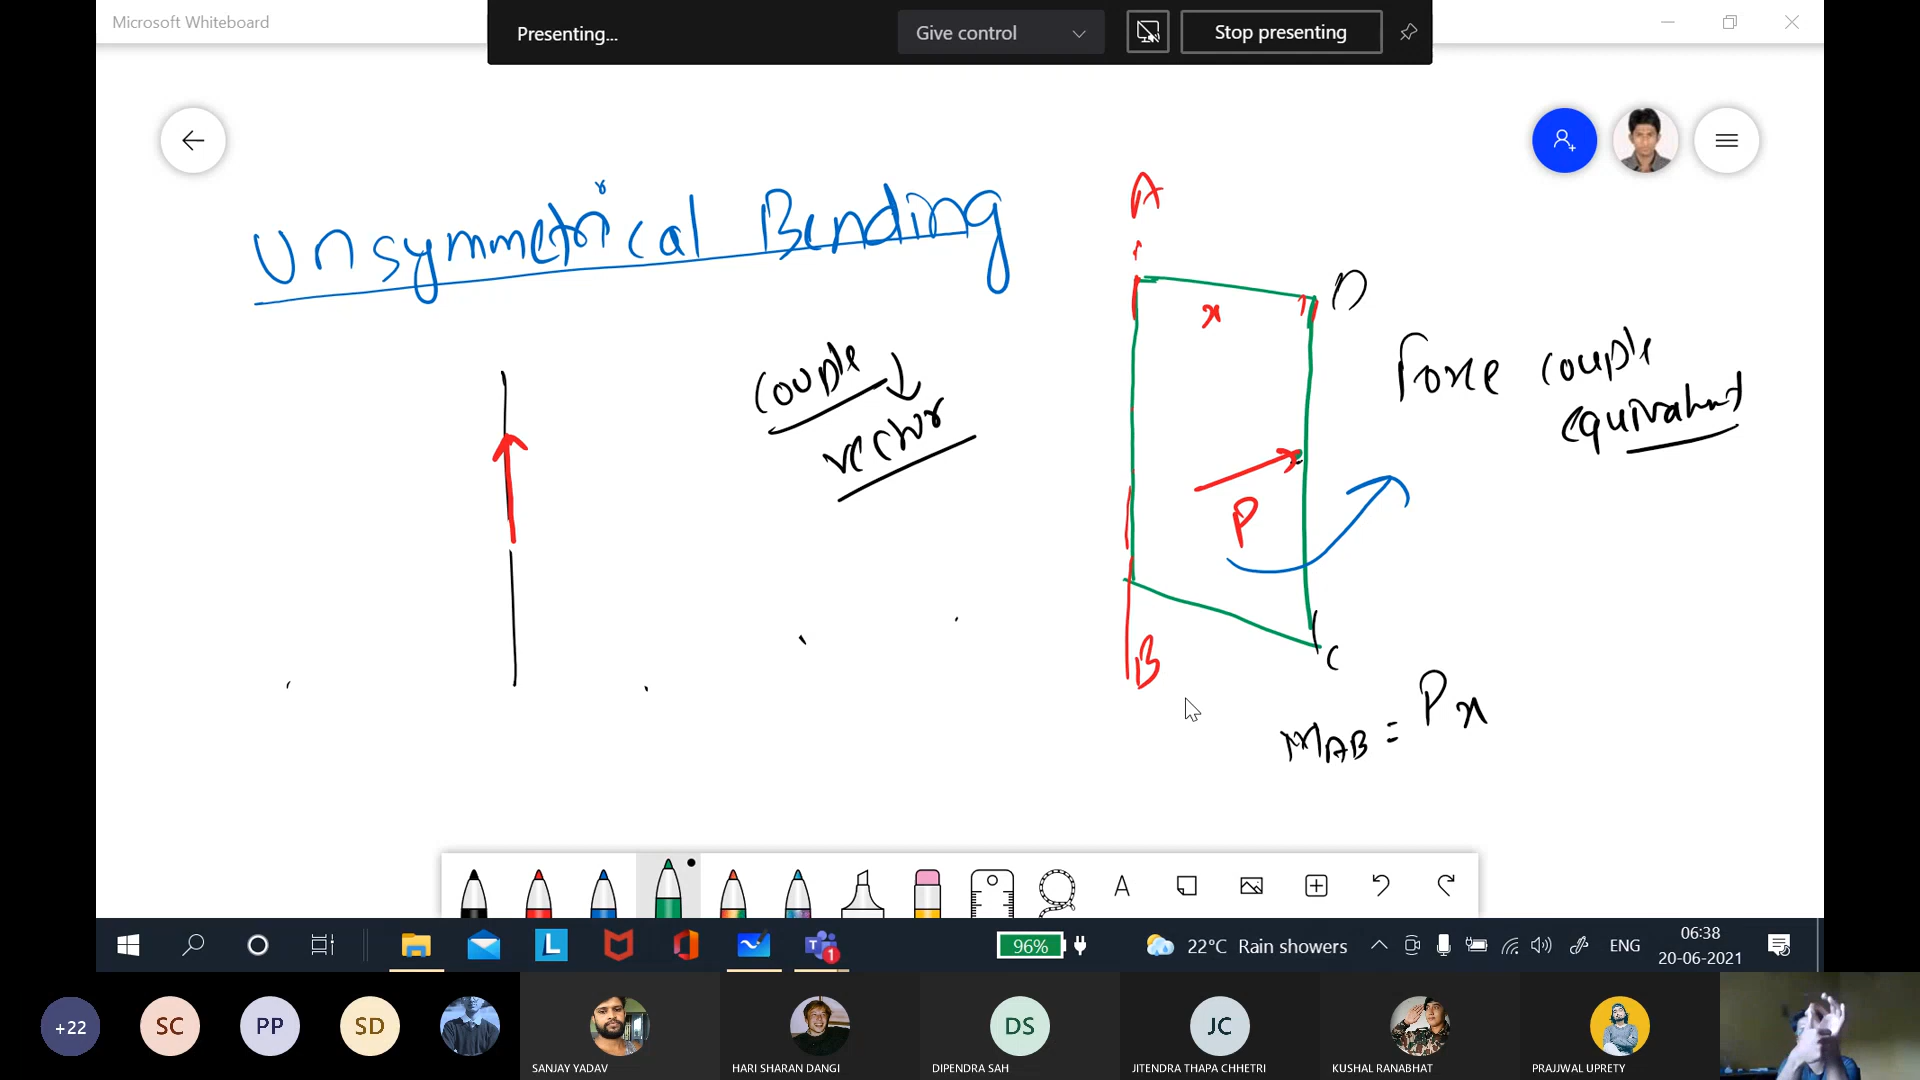 Microsoft Whiteboard
Presenting...
Give control
Stop presenting
Unsymmetrical Bending
A
D
x
couple
vector
Force couple
equivalent
P
B
C
MAB = Px
A
96%
22°C Rain showers
ENG
06:38
20-06-2021
L
1
+22
SC
PP
SD
DS
JC
SANJAY YADAV
HARI SHARAN DANGI
DIPENDRA SAH
JITENDRA THAPA CHHETRI
KUSHAL RANABHAT
PRAJJWAL UPRETY